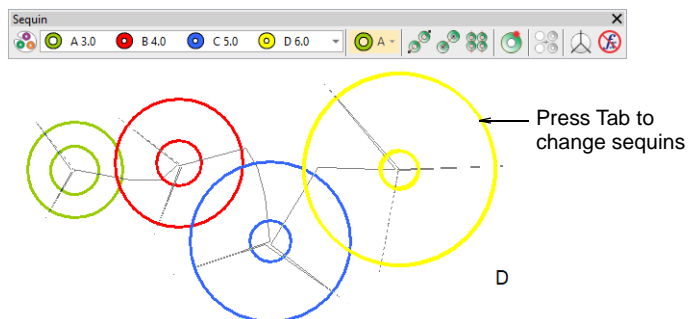 Sequin
A 3.0 B 4.0 C 5.0 D 6.0 A
Press Tab to
change sequins
D